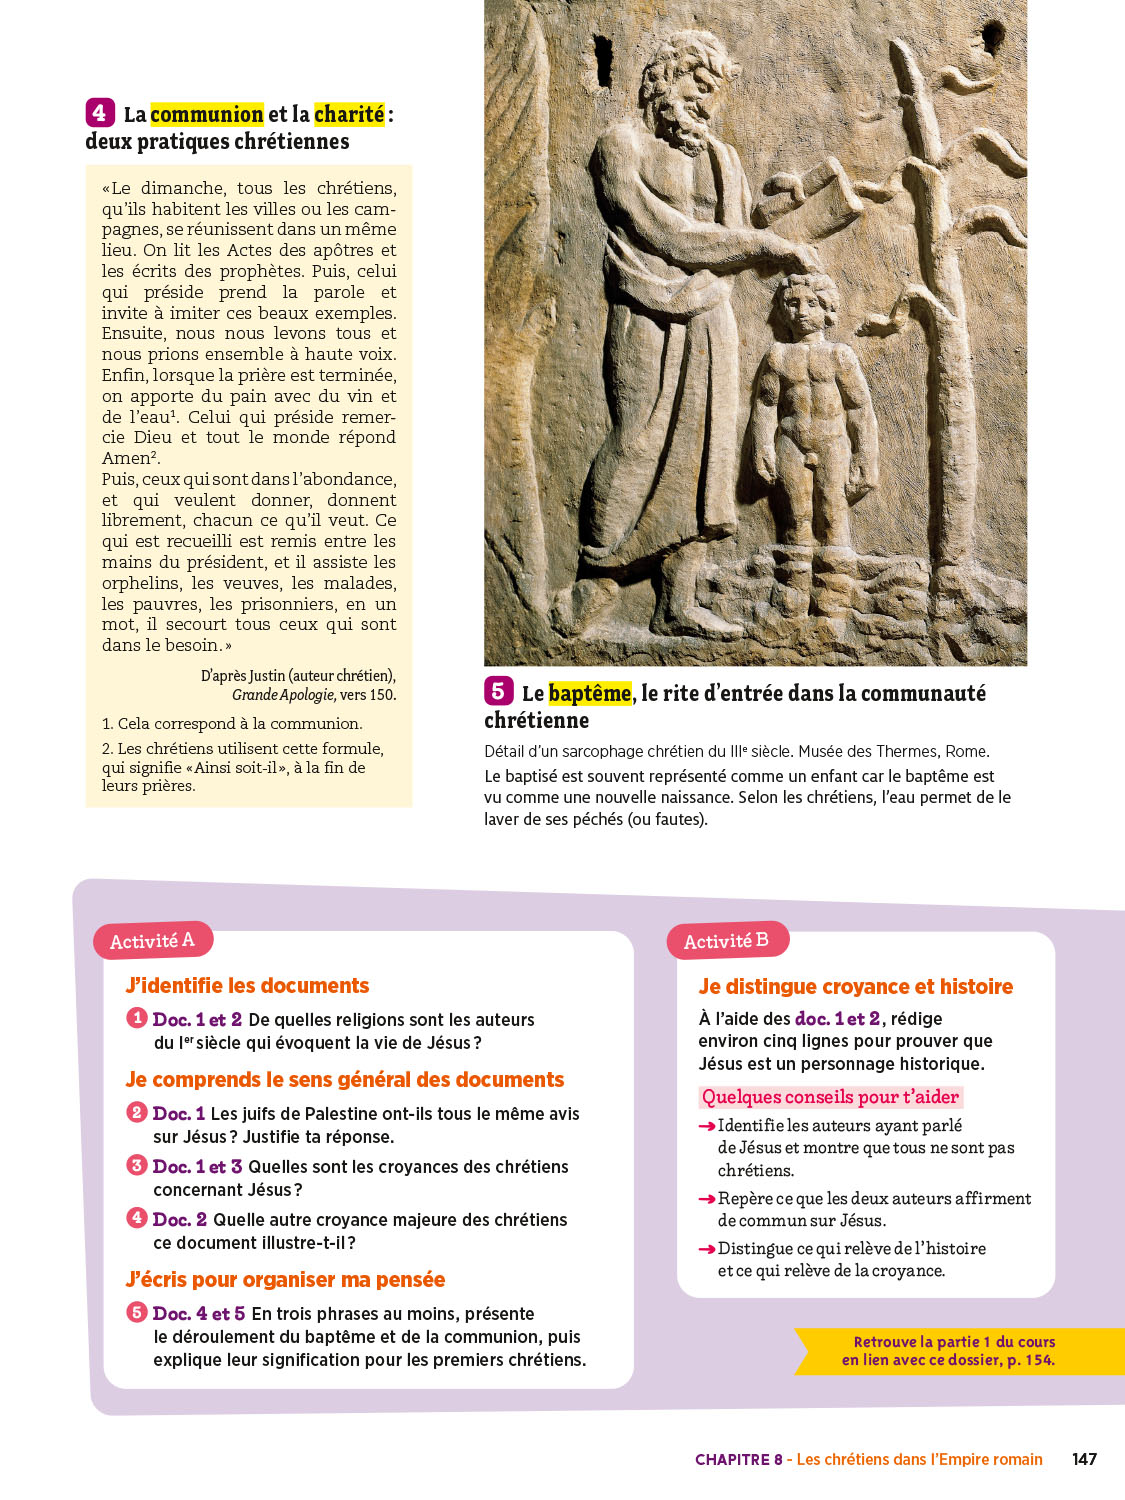 4 La communion et la charité :
deux pratiques chrétiennes
«Le dimanche, tous les chrétiens,
qu’ils habitent les villes ou les cam-
pagnes, se réunissent dans un même
lieu. On lit les Actes des apôtres et
les écrits des prophètes. Puis, celui
qui préside prend la parole et
invite à imiter ces beaux exemples.
Ensuite, nous nous levons tous et
nous prions ensemble à haute voix.
Enfin, lorsque la prière est terminée,
on apporte du pain avec du vin et
de l’eau¹. Celui qui préside remer-
cie Dieu et tout le monde répond
Amen².
Puis, ceux qui sont dans l’abondance,
et qui veulent donner, donnent
librement, chacun ce qu’il veut. Ce
qui est recueilli est remis entre les
mains du président, et il assiste les
orphelins, les veuves, les malades,
les pauvres, les prisonniers, en un
mot, il secourt tous ceux qui sont
dans le besoin.»
D’après Justin (auteur chrétien),
Grande Apologie, vers 150.
1. Cela correspond à la communion.
2. Les chrétiens utilisent cette formule,
qui signifie «Ainsi soit-il», à la fin de
leurs prières.
5 Le baptême, le rite d’entrée dans la communauté
chrétienne
Détail d’un sarcophage chrétien du IIIᵉ siècle. Musée des Thermes, Rome.
Le baptisé est souvent représenté comme un enfant car le baptême est
vu comme une nouvelle naissance. Selon les chrétiens, l’eau permet de le
laver de ses péchés (ou fautes).
Activité A
J’identifie les documents
1 Doc. 1 et 2 De quelles religions sont les auteurs
du Iᵉʳ siècle qui évoquent la vie de Jésus ?
Je comprends le sens général des documents
2 Doc. 1 Les juifs de Palestine ont-ils tous le même avis
sur Jésus ? Justifie ta réponse.
3 Doc. 1 et 3 Quelles sont les croyances des chrétiens
concernant Jésus ?
4 Doc. 2 Quelle autre croyance majeure des chrétiens
ce document illustre-t-il ?
J’écris pour organiser ma pensée
5 Doc. 4 et 5 En trois phrases au moins, présente
le déroulement du baptême et de la communion, puis
explique leur signification pour les premiers chrétiens.
Activité B
Je distingue croyance et histoire
À l’aide des doc. 1 et 2, rédige
environ cinq lignes pour prouver que
Jésus est un personnage historique.
Quelques conseils pour t’aider
→ Identifie les auteurs ayant parlé
de Jésus et montre que tous ne sont pas
chrétiens.
→ Repère ce que les deux auteurs affirment
de commun sur Jésus.
→ Distingue ce qui relève de l’histoire
et ce qui relève de la croyance.
Retrouve la partie 1 du cours
en lien avec ce dossier, p. 154.
CHAPITRE 8 - Les chrétiens dans l’Empire romain 147